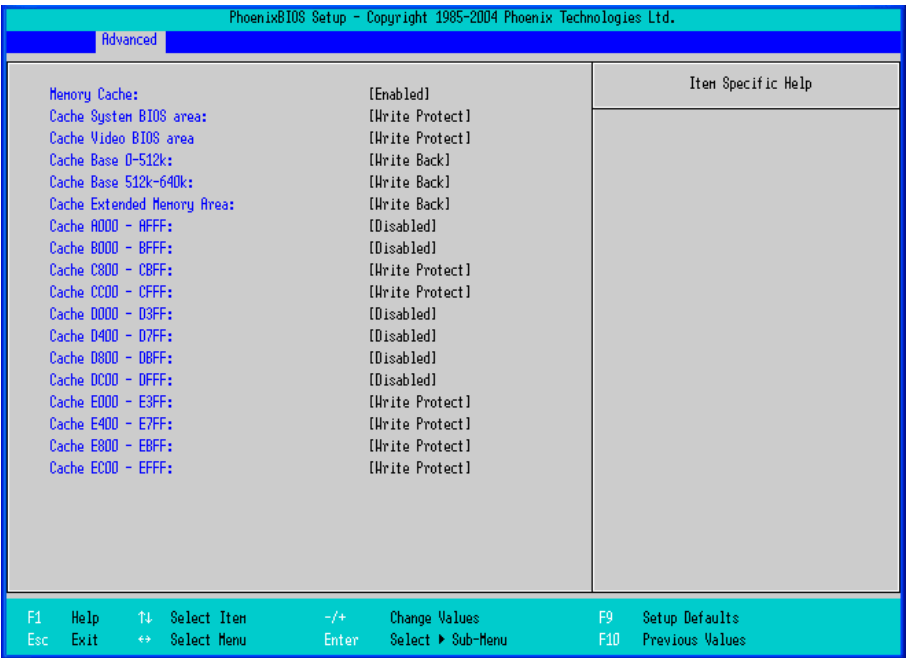 PhoenixBIOS Setup - Copyright 1985-2004 Phoenix Technologies Ltd.
Advanced
Item Specific Help
Memory Cache: [Enabled]
Cache System BIOS area: [Write Protect]
Cache Video BIOS area [Write Protect]
Cache Base 0-512k: [Write Back]
Cache Base 512k-640k: [Write Back]
Cache Extended Memory Area: [Write Back]
Cache A000 - AFFF: [Disabled]
Cache B000 - BFFF: [Disabled]
Cache C800 - CBFF: [Write Protect]
Cache CC00 - CFFF: [Write Protect]
Cache D000 - D3FF: [Disabled]
Cache D400 - D7FF: [Disabled]
Cache D800 - DBFF: [Disabled]
Cache DC00 - DFFF: [Disabled]
Cache E000 - E3FF: [Write Protect]
Cache E400 - E7FF: [Write Protect]
Cache E800 - EBFF: [Write Protect]
Cache EC00 - EFFF: [Write Protect]
F1 Help ↑↓ Select Item -/+ Change Values F9 Setup Defaults
Esc Exit ↔ Select Menu Enter Select ▶ Sub-Menu F10 Previous Values